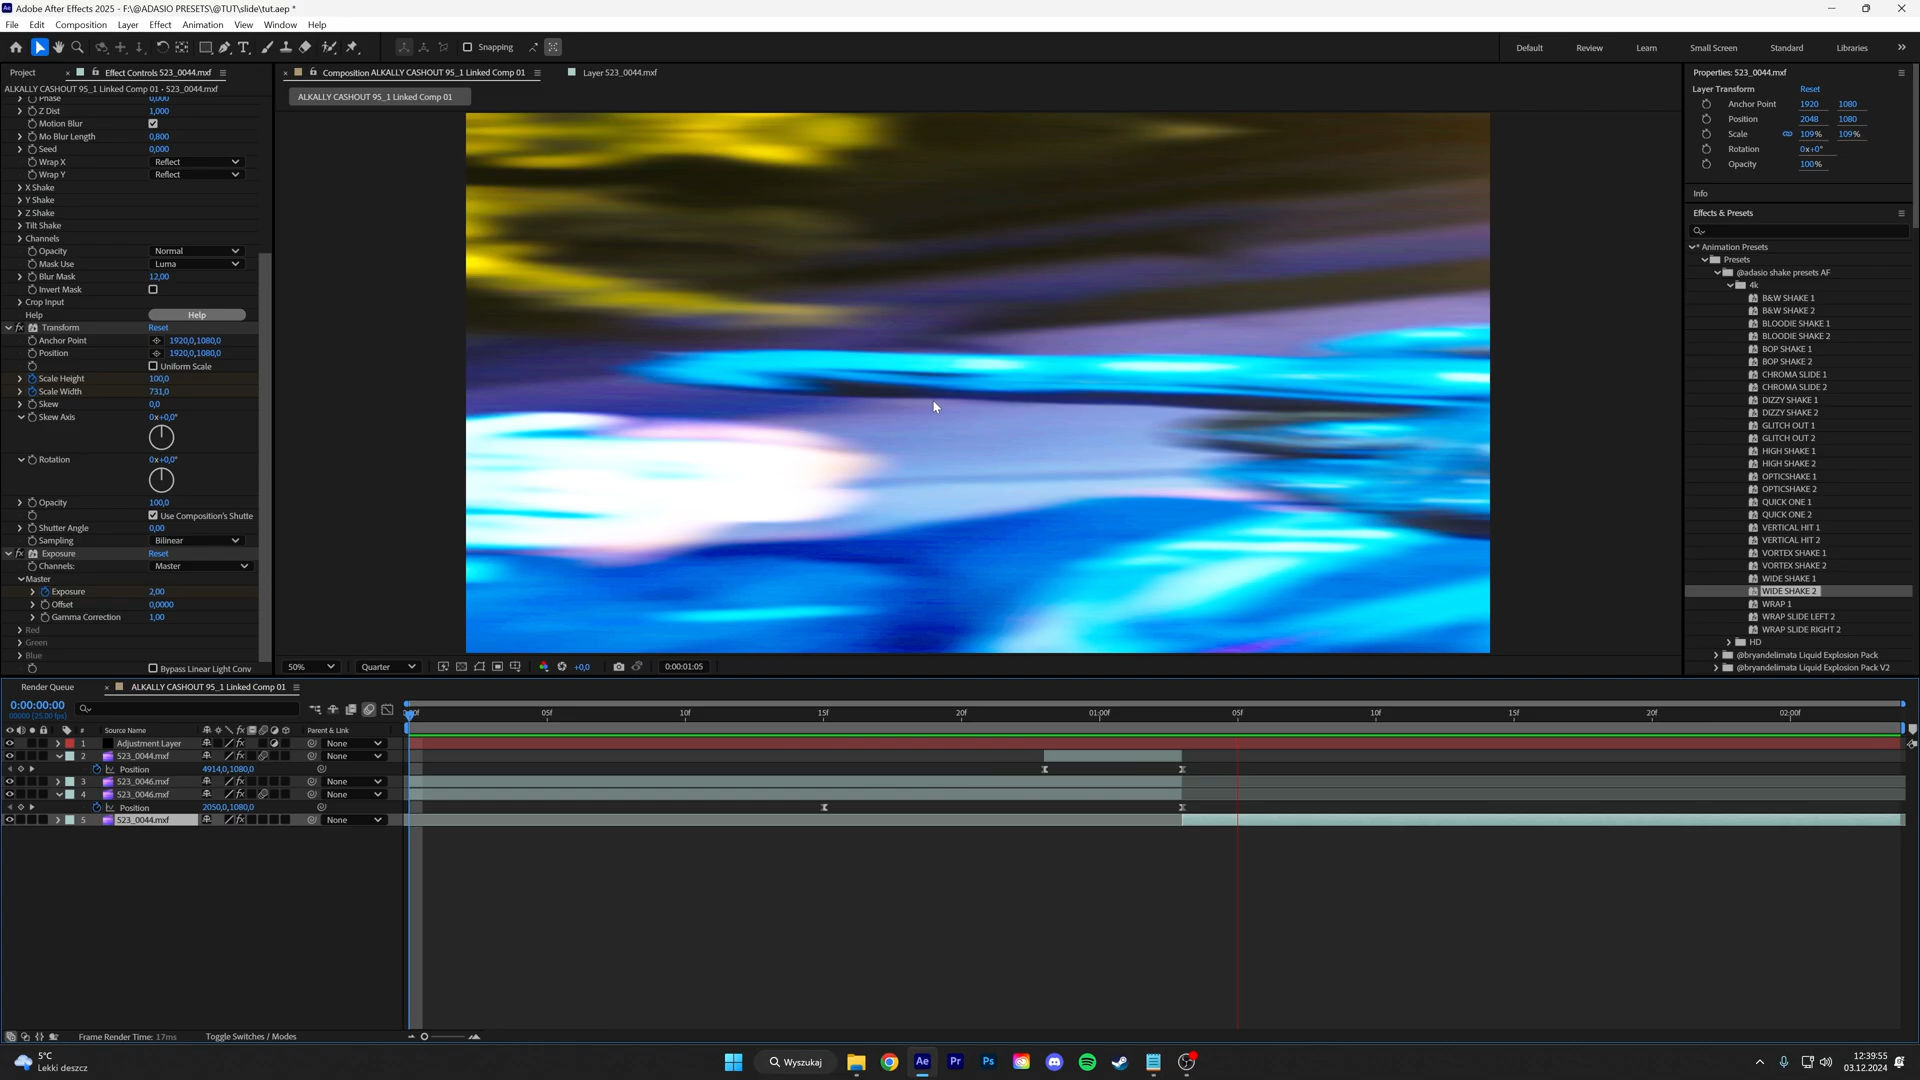 Adobe After Effects 2025 - F:\@ADASIO PRESETS\@TUT\slide\tut.aep *
File Edit Composition Layer Effect Animation View Window Help
Snapping
Default Review Learn Small Screen Standard Libraries
Project Effect Controls 523_0044.mxf
ALKALLY CASHOUT 95_1 Linked Comp 01 • 523_0044.mxf
Phase 0,000
Z Dist 1,000
Motion Blur
Mo Blur Length 0,800
Seed 0,000
Wrap X Reflect
Wrap Y Reflect
X Shake
Y Shake
Z Shake
Tilt Shake
Channels
Opacity Normal
Mask Use Luma
Blur Mask 12,00
Invert Mask
Crop Input
Help Help
fx Transform Reset
Anchor Point 1920,0,1080,0
Position 1920,0,1080,0
Uniform Scale
Scale Height 100,0
Scale Width 731,0
Skew 0,0
Skew Axis 0x+0,0°
Rotation 0x+0,0°
Opacity 100,0
Use Composition's Shutte
Shutter Angle 0,00
Sampling Bilinear
fx Exposure Reset
Channels: Master
Master
Exposure 2,00
Offset 0,0000
Gamma Correction 1,00
Red
Green
Blue
Bypass Linear Light Conv
Composition ALKALLY CASHOUT 95_1 Linked Comp 01 Layer 523_0044.mxf
ALKALLY CASHOUT 95_1 Linked Comp 01
50% Quarter +0,0 0:00:01:05
Properties: 523_0044.mxf
Layer Transform Reset
Anchor Point 1920 1080
Position 2048 1080
Scale 109% 109%
Rotation 0x+0°
Opacity 100%
Info
Effects & Presets
* Animation Presets
Presets
@adasio shake presets AF
4k
B&W SHAKE 1
B&W SHAKE 2
BLOODIE SHAKE 1
BLOODIE SHAKE 2
BOP SHAKE 1
BOP SHAKE 2
CHROMA SLIDE 1
CHROMA SLIDE 2
DIZZY SHAKE 1
DIZZY SHAKE 2
GLITCH OUT 1
GLITCH OUT 2
HIGH SHAKE 1
HIGH SHAKE 2
OPTICSHAKE 1
OPTICSHAKE 2
QUICK ONE 1
QUICK ONE 2
VERTICAL HIT 1
VERTICAL HIT 2
VORTEX SHAKE 1
VORTEX SHAKE 2
WIDE SHAKE 1
WIDE SHAKE 2
WRAP 1
WRAP SLIDE LEFT 2
WRAP SLIDE RIGHT 2
HD
@bryandelimata Liquid Explosion Pack
@bryandelimata Liquid Explosion Pack V2
Render Queue ALKALLY CASHOUT 95_1 Linked Comp 01
0:00:00:00
00000 (25.00 fps)
05f 10f 15f 20f 01:00f 05f 10f 15f 20f 02:00f
# Source Name Parent & Link
1 Adjustment Layer None
2 523_0044.mxf None
Position 4914,0,1080,0
3 523_0046.mxf None
4 523_0046.mxf None
Position 2050,0,1080,0
5 523_0044.mxf None
Frame Render Time: 17ms Toggle Switches / Modes
5°C
Lekki deszcz
Wyszukaj
Ae Pr Ps
12:39:55
03.12.2024